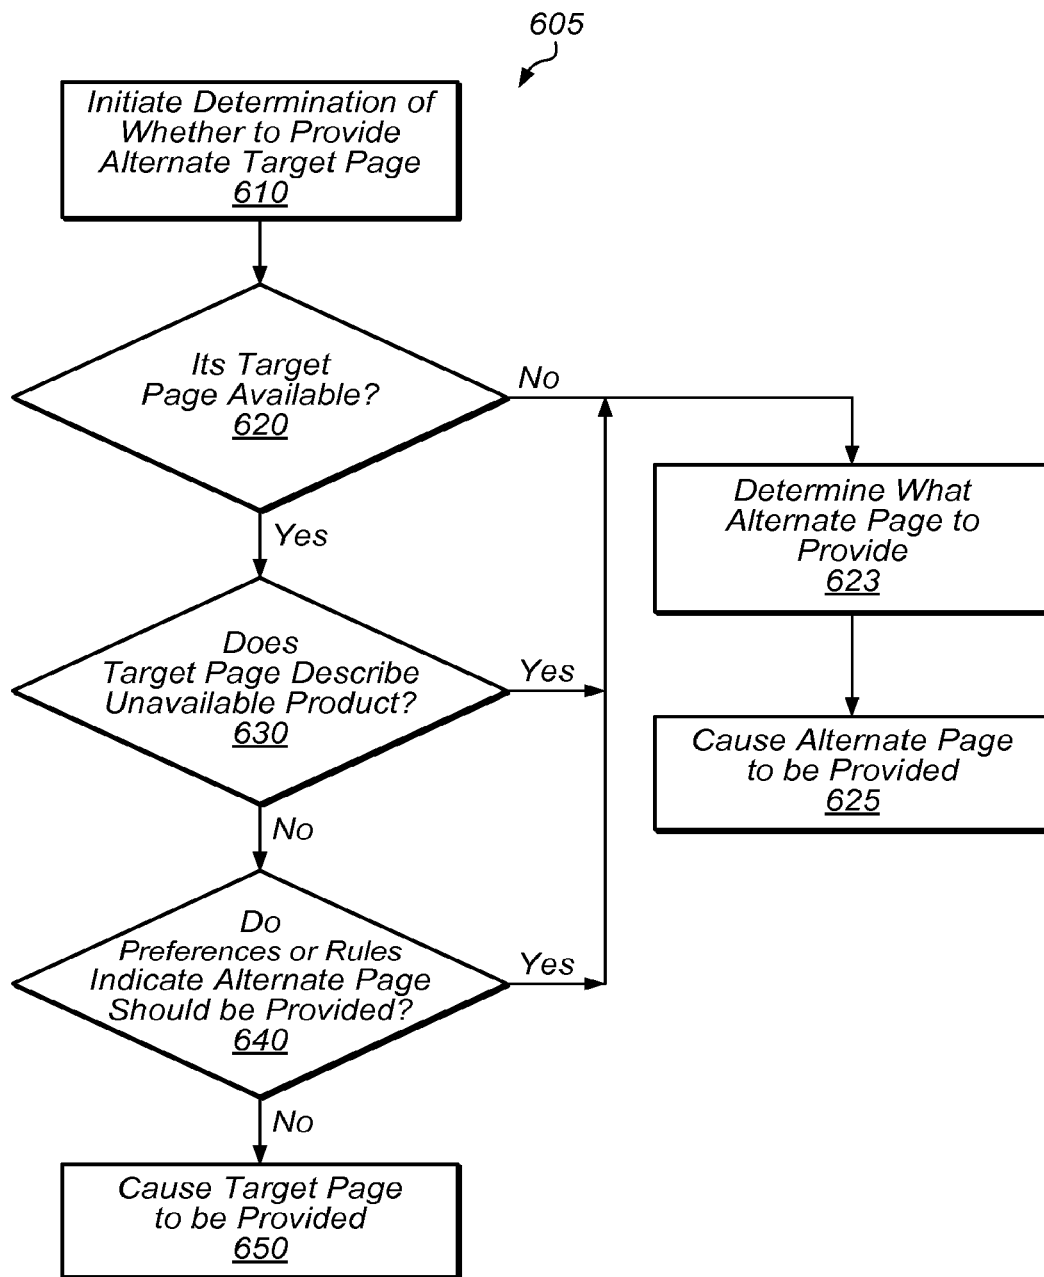 605
Initiate Determination of
Whether to Provide
Alternate Target Page
610
Its Target
Page Available?
620
No
Yes
Determine What
Alternate Page to
Provide
623
Does
Target Page Describe
Unavailable Product?
630
Yes
No
Cause Alternate Page
to be Provided
625
Do
Preferences or Rules
Indicate Alternate Page
Should be Provided?
640
Yes
No
Cause Target Page
to be Provided
650